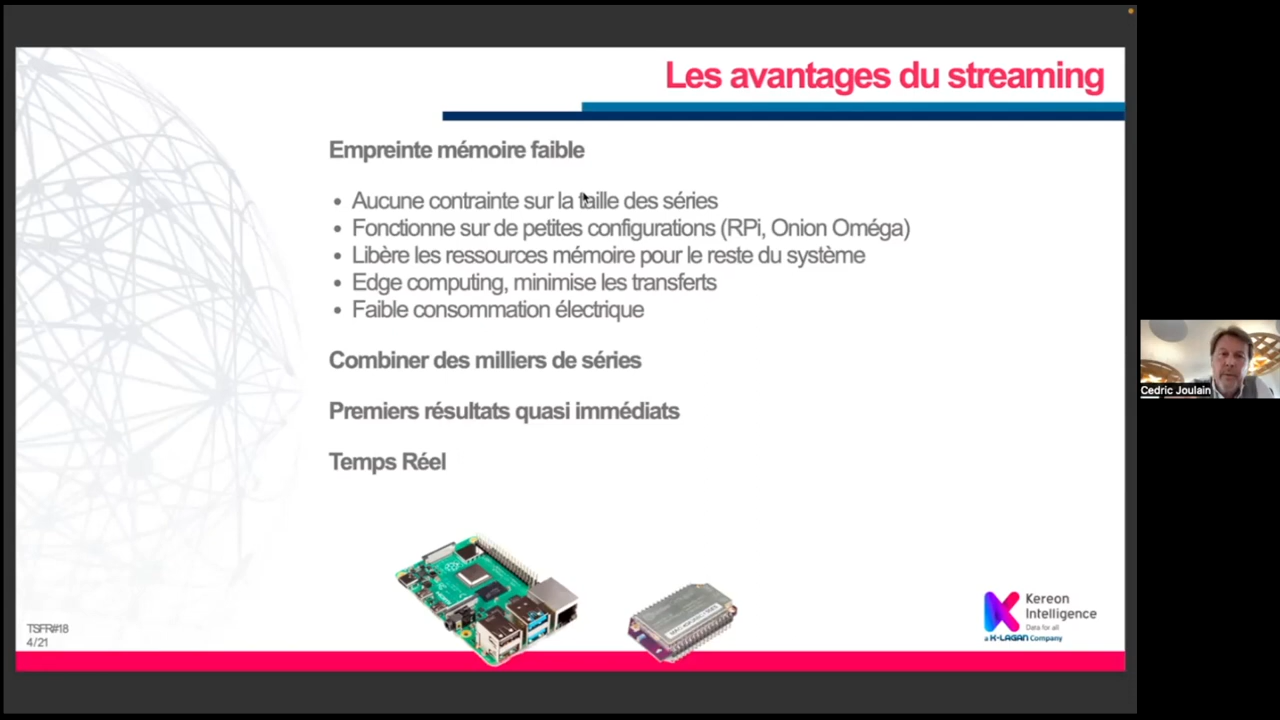 Les avantages du streaming
Empreinte mémoire faible
• Aucune contrainte sur la taille des séries
• Fonctionne sur de petites configurations (RPi, Onion Oméga)
• Libère les ressources mémoire pour le reste du système
• Edge computing, minimise les transferts
• Faible consommation électrique
Combiner des milliers de séries
Premiers résultats quasi immédiats
Temps Réel
Cedric Joulain
Kereon
Intelligence
Data for all
a K-LAGAN Company
TSFR#18
4/21